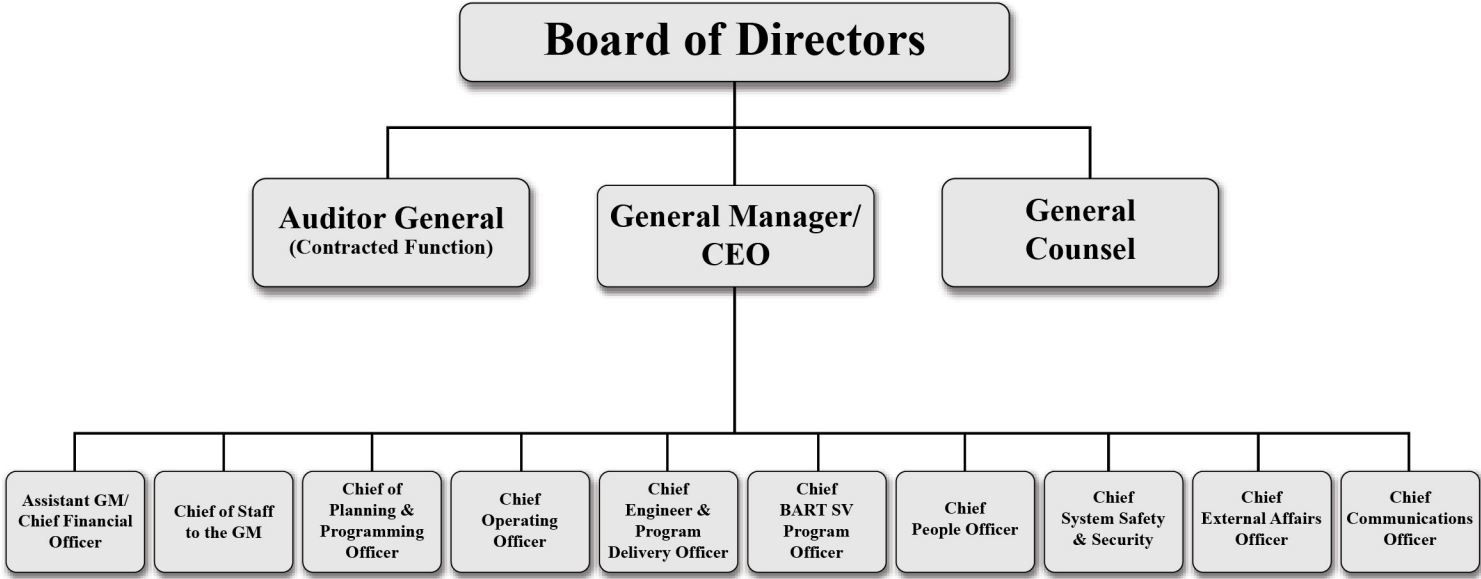 Board of Directors
Auditor General
(Contracted Function)
General Manager/
CEO
General
Counsel
Assistant GM/
Chief Financial
Officer
Chief of Staff
to the GM
Chief of
Planning &
Programming
Officer
Chief
Operating
Officer
Chief
Engineer &
Program
Delivery Officer
Chief
BART SV
Program
Officer
Chief
People Officer
Chief
System Safety
& Security
Chief
External Affairs
Officer
Chief
Communications
Officer